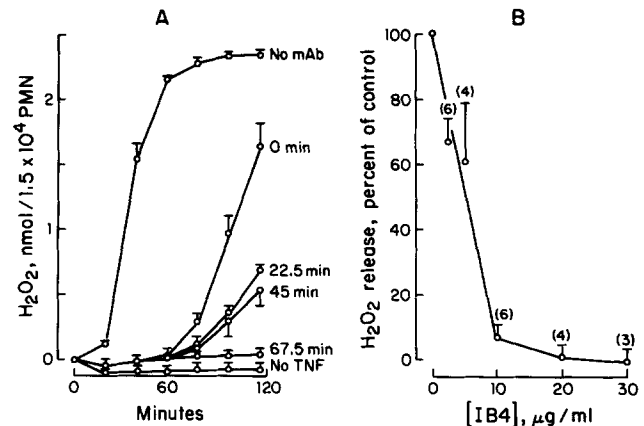 A
H₂O₂, nmol/1.5 x 10⁴ PMN
2
1
0
0
60
120
Minutes
No mAb
0 min
22.5 min
45 min
67.5 min
No TNF
B
H₂O₂ release, percent of control
100
80
60
40
20
0
0
10
20
30
[IB4], µg/ml
(6)
(4)
(6)
(4)
(3)